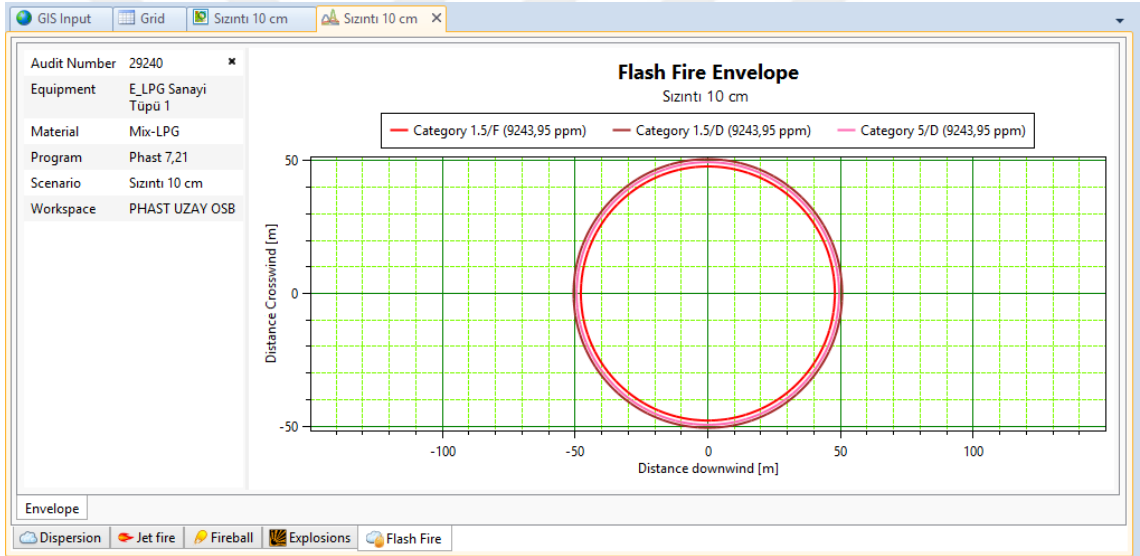 GIS Input
Grid
Sızıntı 10 cm
Sızıntı 10 cm
Audit Number 29240
Equipment E_LPG Sanayi
Tüpü 1
Material Mix-LPG
Program Phast 7,21
Scenario Sızıntı 10 cm
Workspace PHAST UZAY OSB
Flash Fire Envelope
Sızıntı 10 cm
Category 1.5/F (9243,95 ppm) Category 1.5/D (9243,95 ppm) Category 5/D (9243,95 ppm)
Distance Crosswind [m]
50
0
-50
-100 -50 0 50 100
Distance downwind [m]
Envelope
Dispersion Jet fire Fireball Explosions Flash Fire